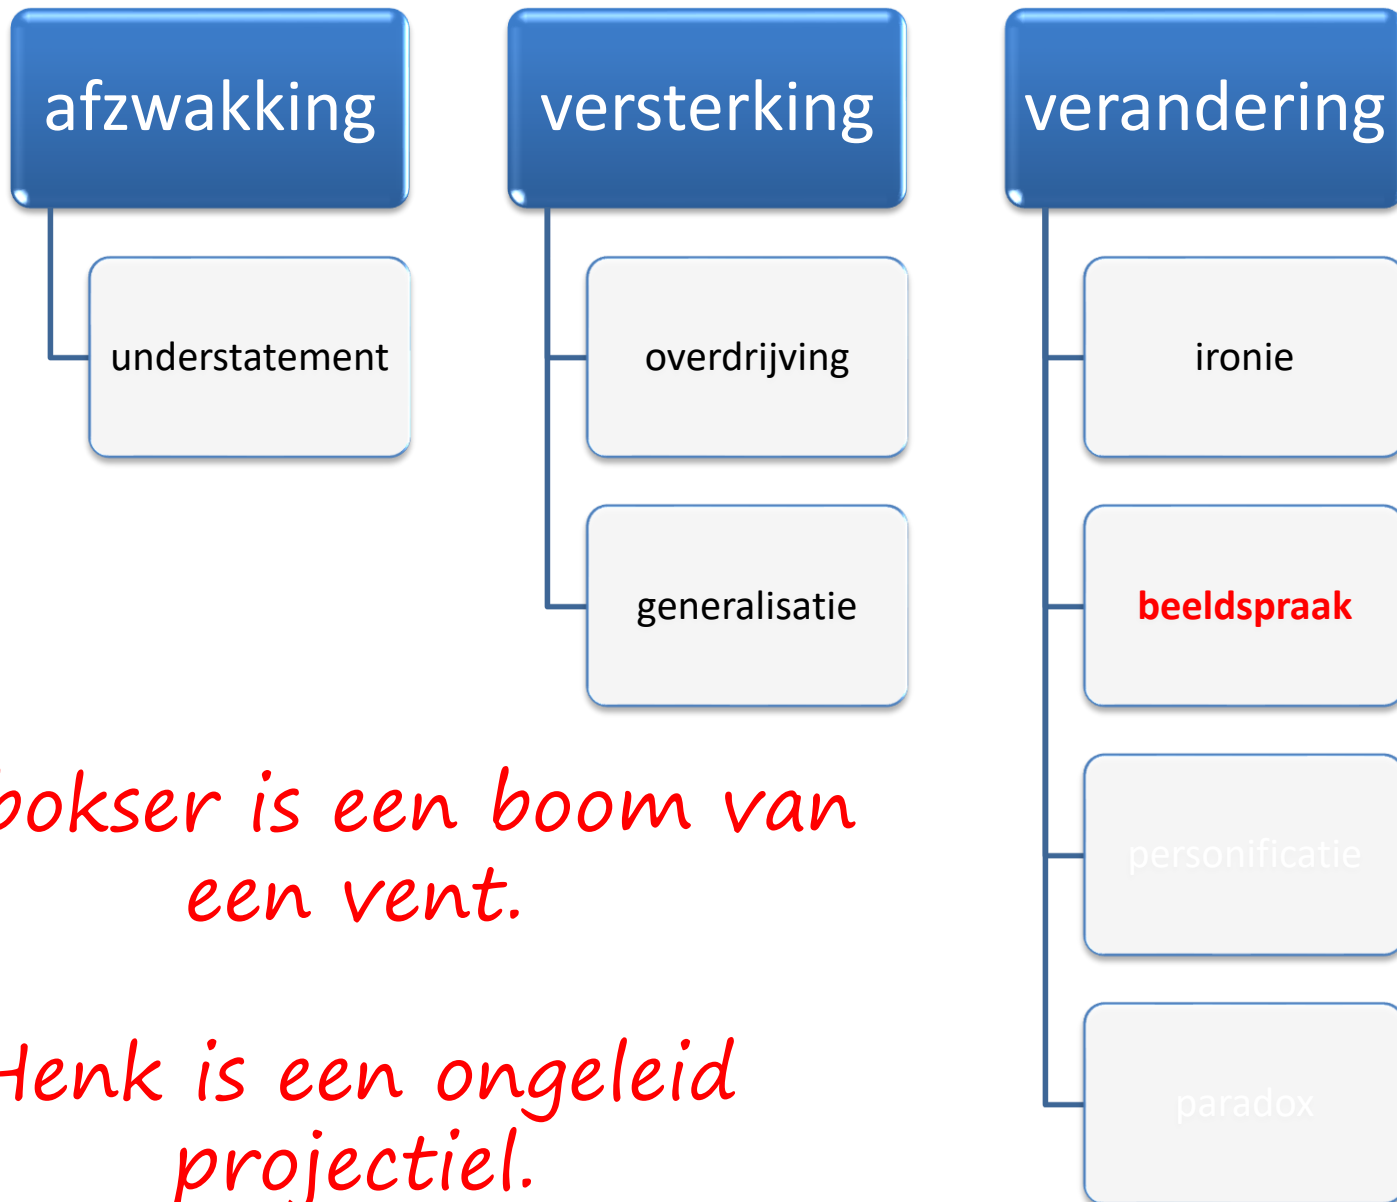 afzwakking
versterking
verandering
understatement
overdrijving
ironie
generalisatie
beeldspraak
personificatie
paradox
bokser is een boom van
een vent.
Henk is een ongeleid
projectiel.